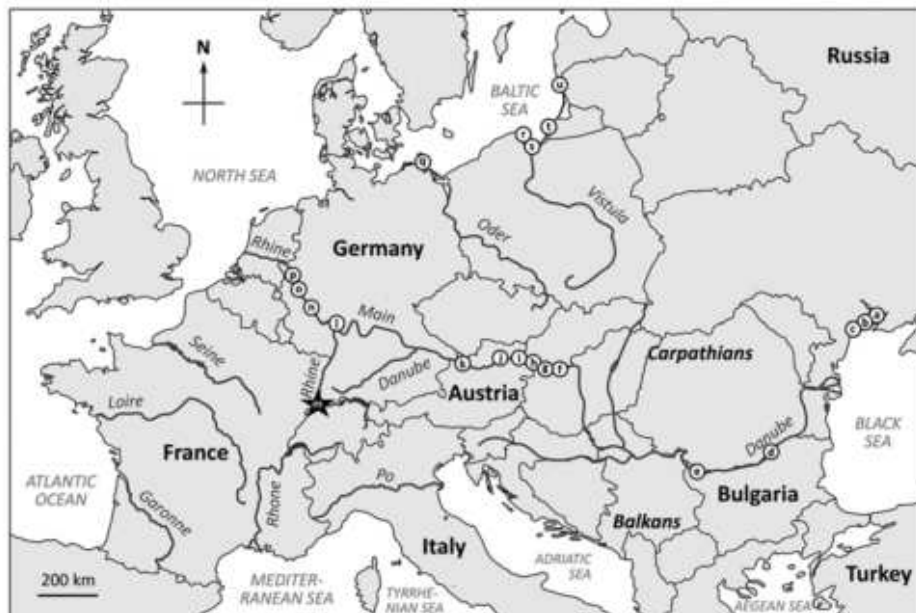 N
Russia
BALTIC
SEA
u
t
r
s
NORTH SEA
q
Vistula
Rhine
Germany
Oder
p
o
n
l
Main
c
b
a
Seine
k
j
i
h
g
f
Carpathians
Rhine
Danube
Loire
Austria
BLACK
SEA
France
Danube
d
e
ATLANTIC
OCEAN
Po
Garonne
Rhone
Bulgaria
Balkans
Italy
ADRIATIC
SEA
200 km
MEDITER-
RANEAN SEA
TYRRHE-
NIAN SEA
AEGEAN SEA
Turkey